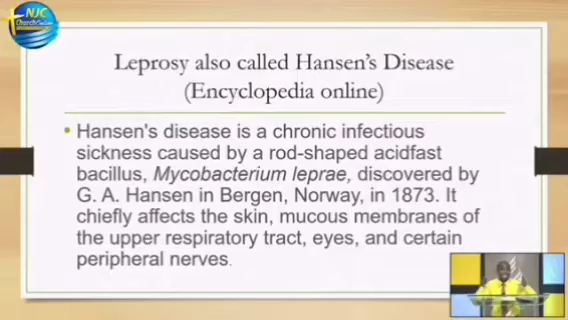 NJC
Church Online
Leprosy also called Hansen's Disease
(Encyclopedia online)
• Hansen's disease is a chronic infectious
sickness caused by a rod-shaped acidfast
bacillus, Mycobacterium leprae, discovered by
G. A. Hansen in Bergen, Norway, in 1873. It
chiefly affects the skin, mucous membranes of
the upper respiratory tract, eyes, and certain
peripheral nerves.